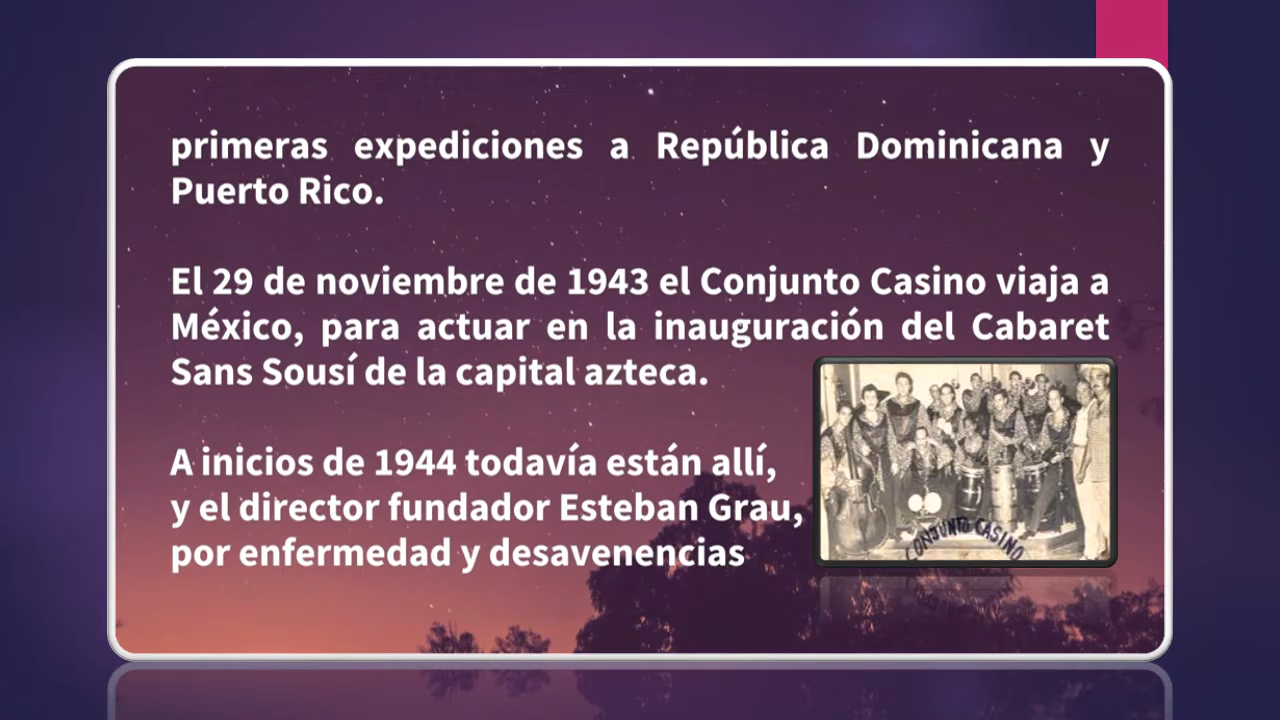 primeras expediciones a República Dominicana y
Puerto Rico.
El 29 de noviembre de 1943 el Conjunto Casino viaja a
México, para actuar en la inauguración del Cabaret
Sans Sousí de la capital azteca.
A inicios de 1944 todavía están allí,
y el director fundador Esteban Grau,
por enfermedad y desavenencias
CONJUNTO CASINO